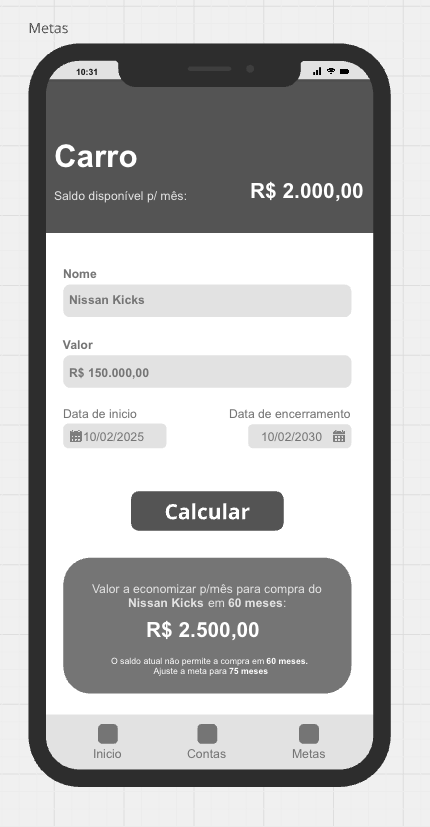 Metas
10:31
Carro
Saldo disponível p/ mês:
R$ 2.000,00
Nome
Nissan Kicks
Valor
R$ 150.000,00
Data de inicio
Data de encerramento
10/02/2025
10/02/2030
Calcular
Valor a economizar p/mês para compra do
Nissan Kicks em 60 meses:
R$ 2.500,00
O saldo atual não permite a compra em 60 meses.
Ajuste a meta para 75 meses
Inicio
Contas
Metas